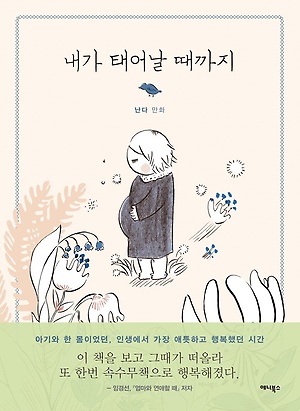 내가 태어날 때까지
난다 만화
아기와 한 몸이었던, 인생에서 가장 애틋하고 행복했던 시간
이 책을 보고 그때가 떠올라
또 한번 속수무책으로 행복해졌다.
– 임경선, 『엄마와 연애할 때』 저자
애니북스